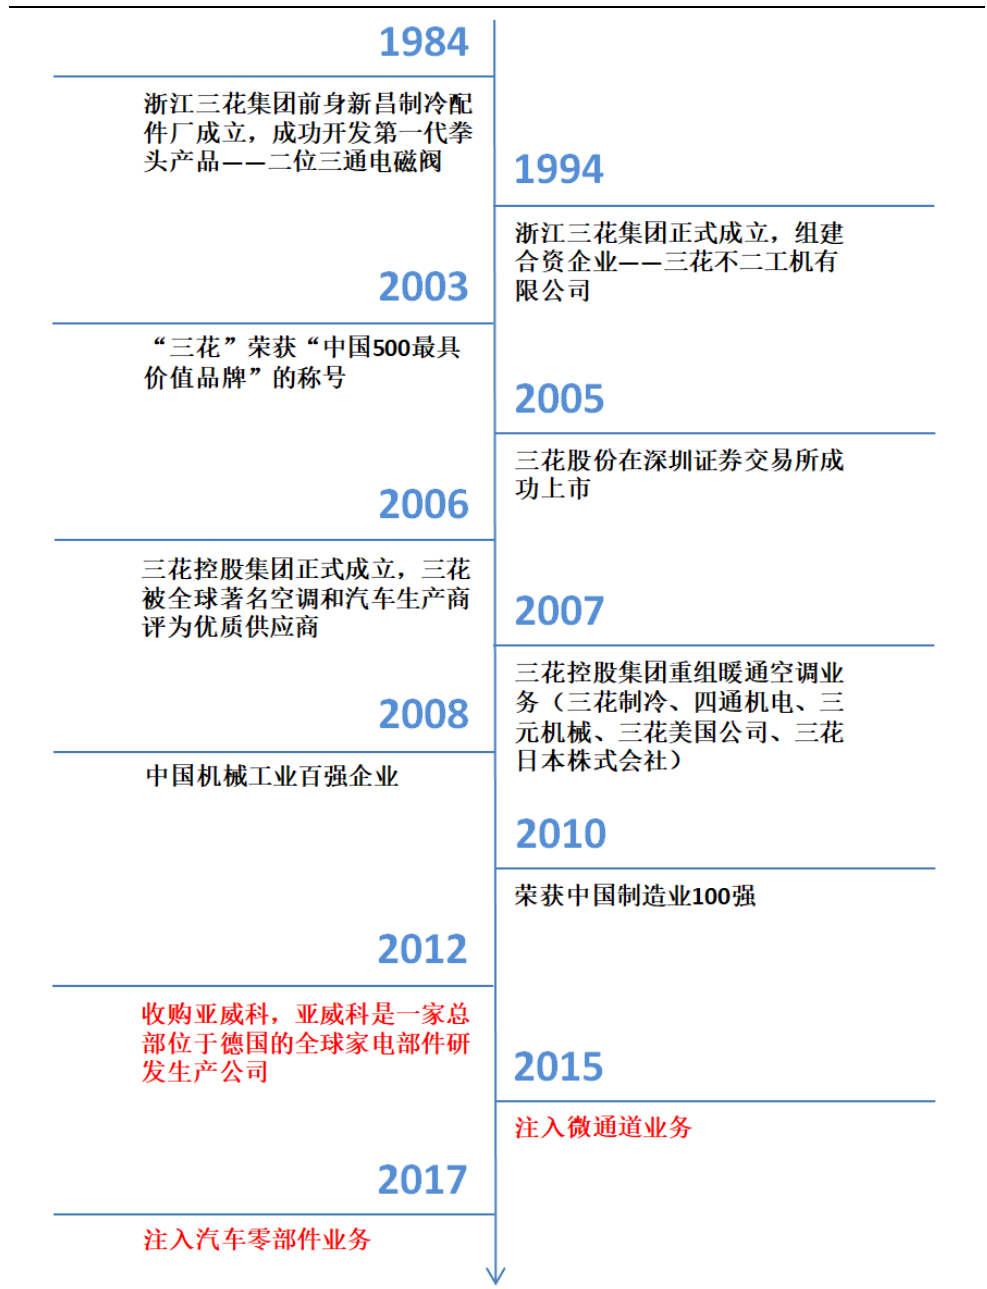 1984
浙江三花集团前身新昌制冷配
件厂成立，成功开发第一代拳
头产品——二位三通电磁阀
1994
浙江三花集团正式成立，组建
合资企业——三花不二工机有
限公司
2003
“三花”荣获“中国500最具
价值品牌”的称号
2005
三花股份在深圳证券交易所成
功上市
2006
三花控股集团正式成立，三花
被全球著名空调和汽车生产商
评为优质供应商
2007
三花控股集团重组暖通空调业
务（三花制冷、四通机电、三
元机械、三花美国公司、三花
日本株式会社）
2008
中国机械工业百强企业
2010
荣获中国制造业100强
2012
收购亚威科，亚威科是一家总
部位于德国的全球家电部件研
发生产公司
2015
注入微通道业务
2017
注入汽车零部件业务